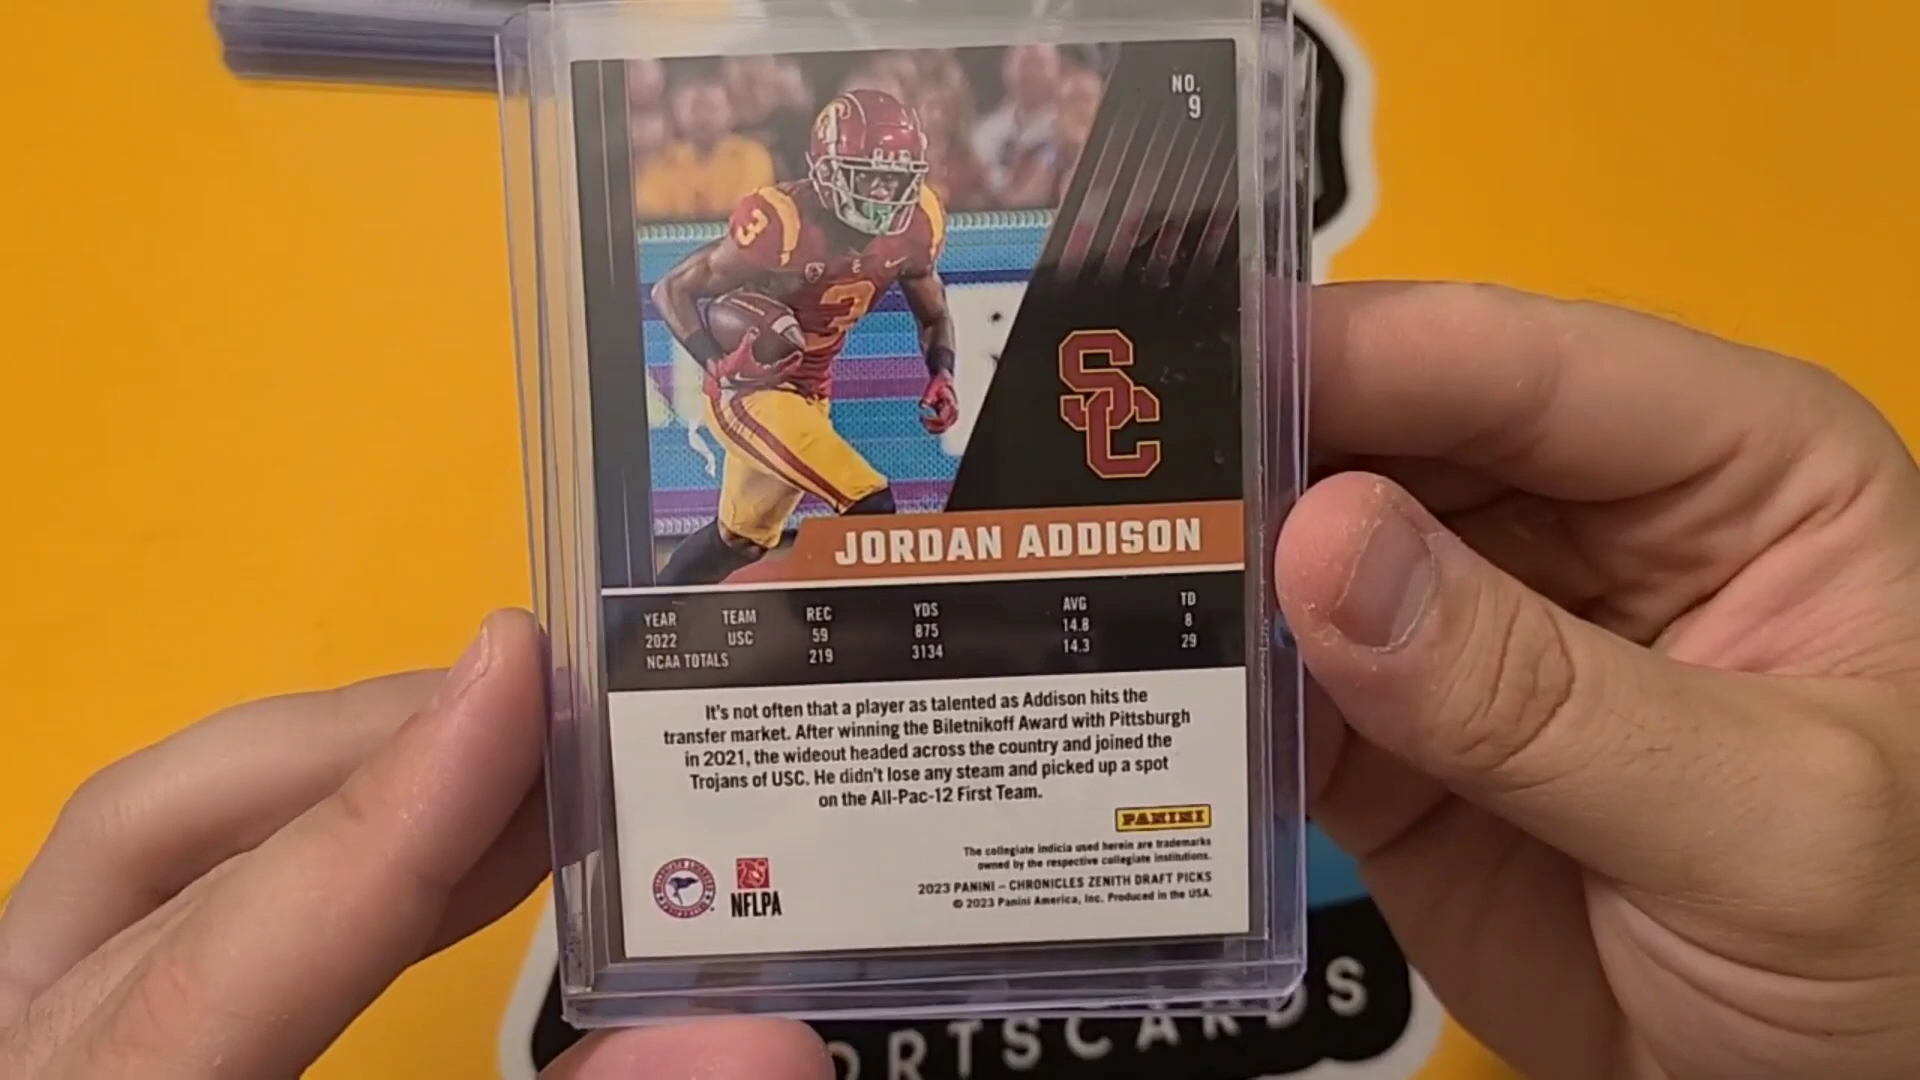 NO.
9
3
3
SC
JORDAN ADDISON
YEAR TEAM REC YDS AVG TD
2022 USC 59 875 14.8 8
NCAA TOTALS 219 3134 14.3 29
It's not often that a player as talented as Addison hits the
transfer market. After winning the Biletnikoff Award with Pittsburgh
in 2021, the wideout headed across the country and joined the
Trojans of USC. He didn't lose any steam and picked up a spot
on the All-Pac-12 First Team.
PANINI
The collegiate indicia used herein are trademarks
owned by the respective collegiate institutions.
2023 PANINI – CHRONICLES ZENITH DRAFT PICKS
© 2023 Panini America, Inc. Produced in the USA.
NFLPA
ORTSCARDS